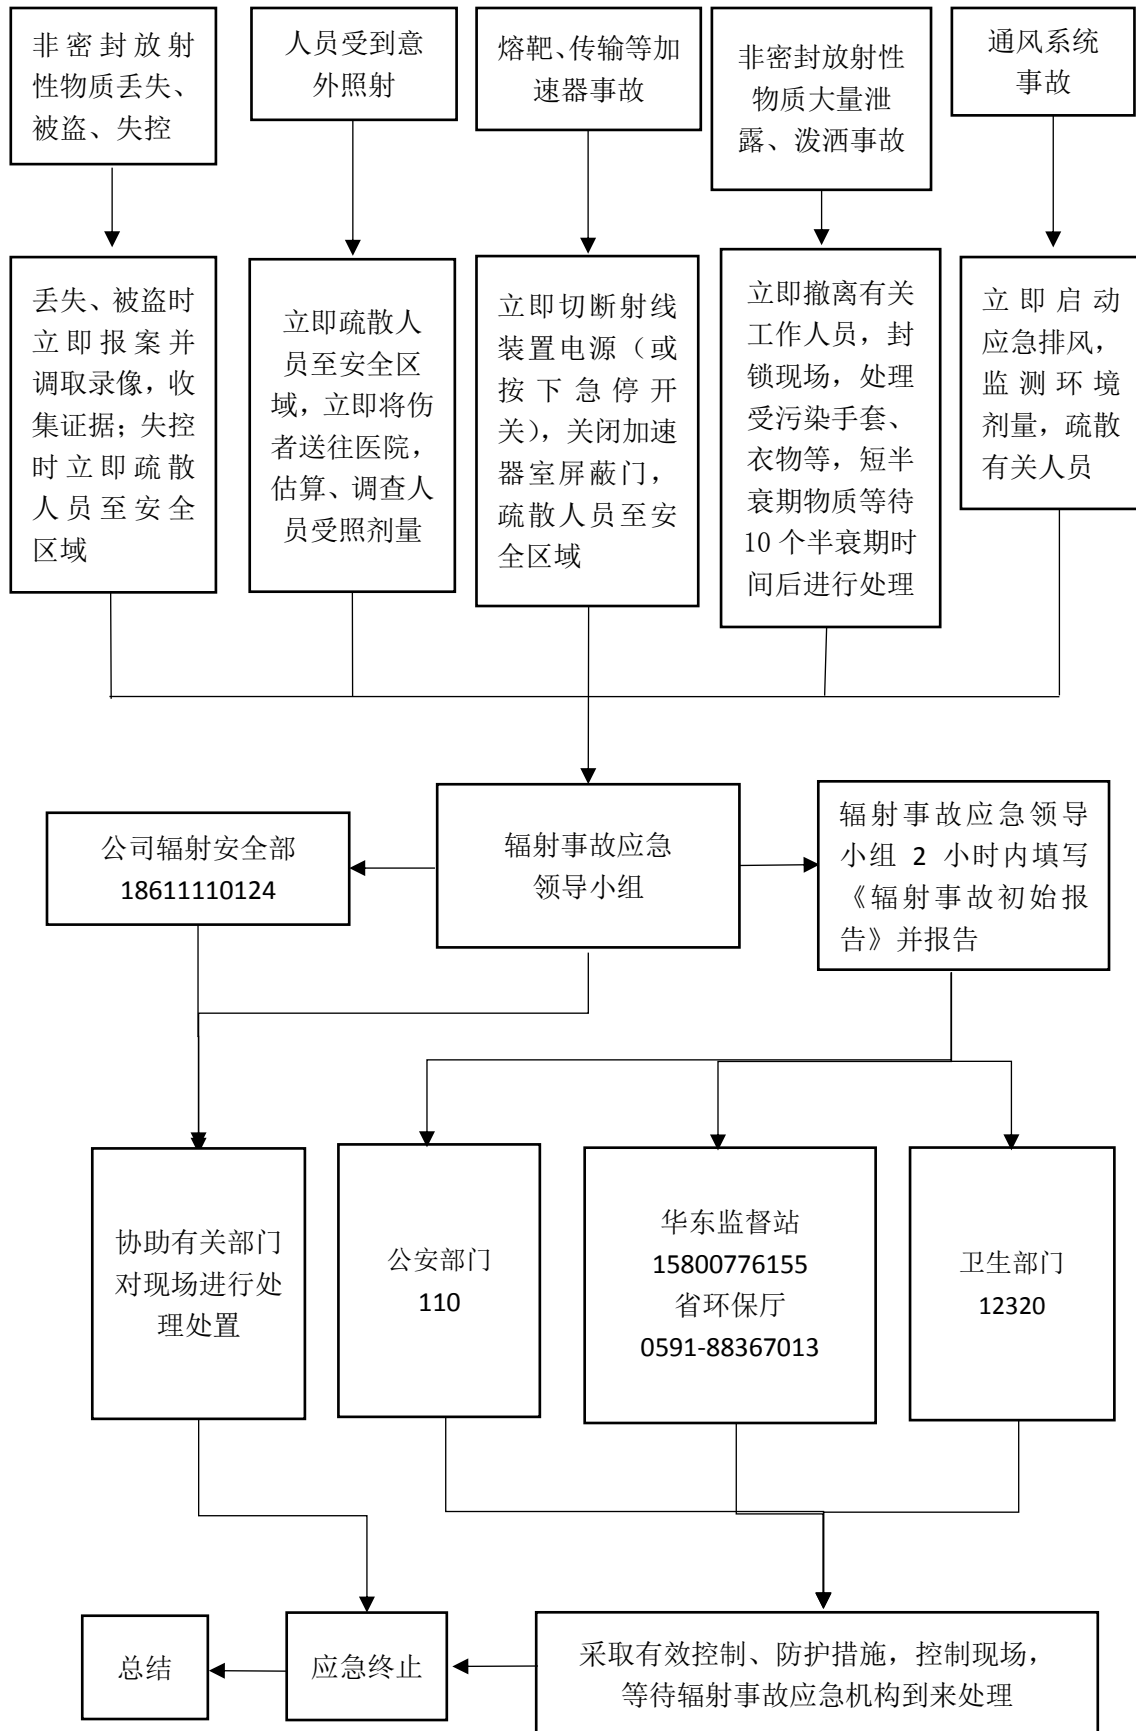 非密封放射
性物质丢失、
被盗、失控
人员受到意
外照射
熔靶、传输等加
速器事故
非密封放射性
物质大量泄
露、泼洒事故
通风系统
事故
丢失、被盗时
立即报案并
调取录像，收
集证据；失控
时立即疏散
人员至安全
区域
立即疏散人
员至安全区
域，立即将伤
者送往医院，
估算、调查人
员受照剂量
立即切断射线
装置电源（或
按下急停开
关），关闭加速
器室屏蔽门，
疏散人员至安
全区域
立即撤离有关
工作人员，封
锁现场，处理
受污染手套、
衣物等，短半
衰期物质等待
10 个半衰期时
间后进行处理
立即启动
应急排风，
监测环境
剂量，疏散
有关人员
公司辐射安全部
18611110124
辐射事故应急
领导小组
辐射事故应急领导
小组 2 小时内填写
《辐射事故初始报
告》并报告
协助有关部门
对现场进行处
理处置
公安部门
110
华东监督站
15800776155
省环保厅
0591-88367013
卫生部门
12320
总结
应急终止
采取有效控制、防护措施，控制现场，
等待辐射事故应急机构到来处理